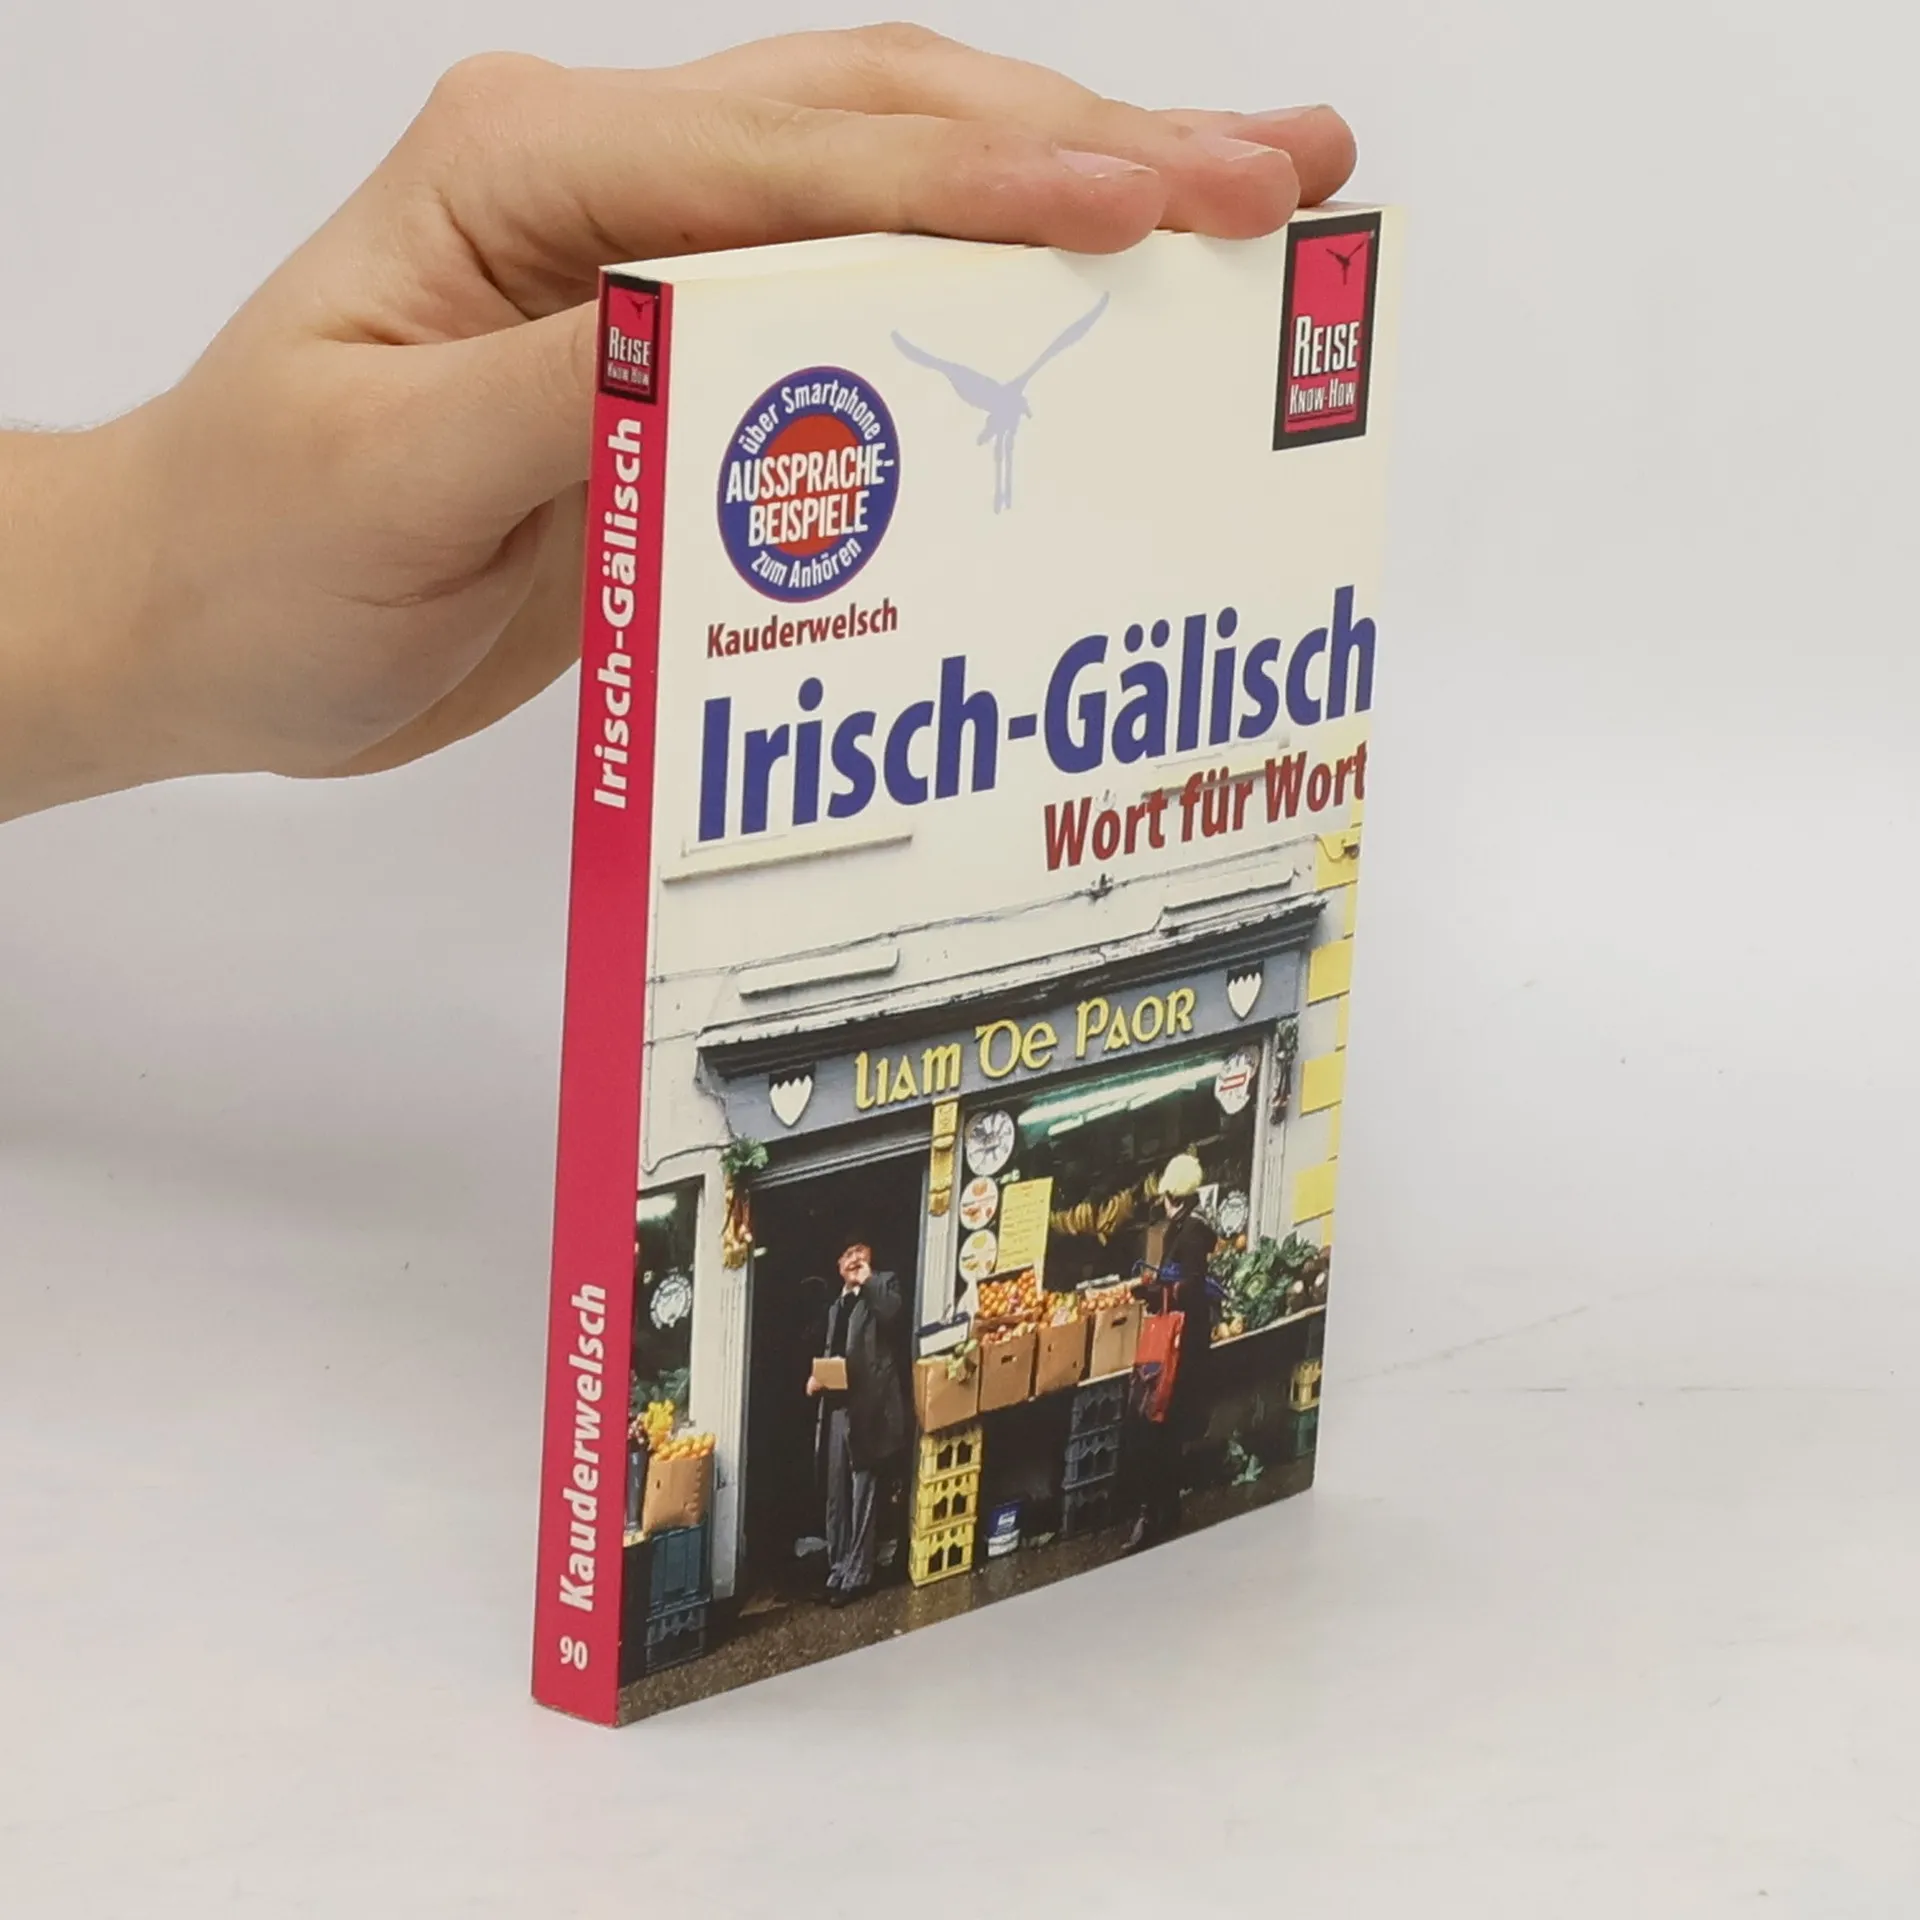 REISE
KNOW-HOW
Irisch-Gälisch
Kauderwelsch
90
REISE
KNOW-HOW
über Smartphone
AUSSPRACHE-
BEISPIELE
zum Anhören
Kauderwelsch
Irisch-Gälisch
Wort für Wort
LIAM DE PAOR